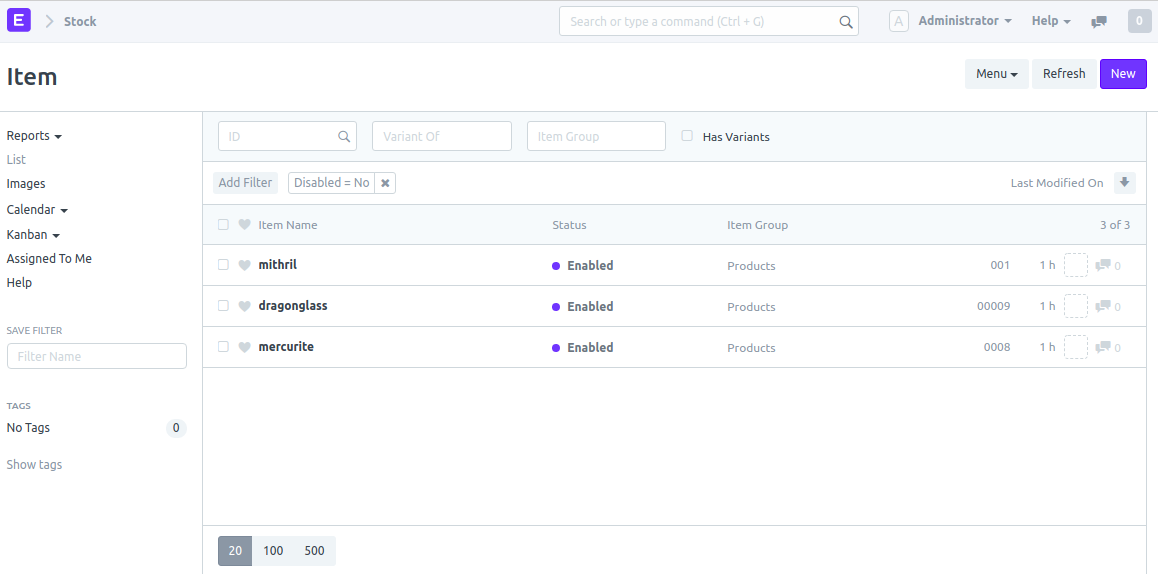 E Stock Search or type a command (Ctrl + G) A Administrator Help 0
Item Menu Refresh New
Reports
List
Images
Calendar
Kanban
Assigned To Me
Help
SAVE FILTER
Filter Name
TAGS
No Tags 0
Show tags
ID Variant Of Item Group Has Variants
Add Filter Disabled = No Last Modified On
Item Name Status Item Group 3 of 3
mithril Enabled Products 001 1 h 0
dragonglass Enabled Products 00009 1 h 0
mercurite Enabled Products 0008 1 h 0
20 100 500